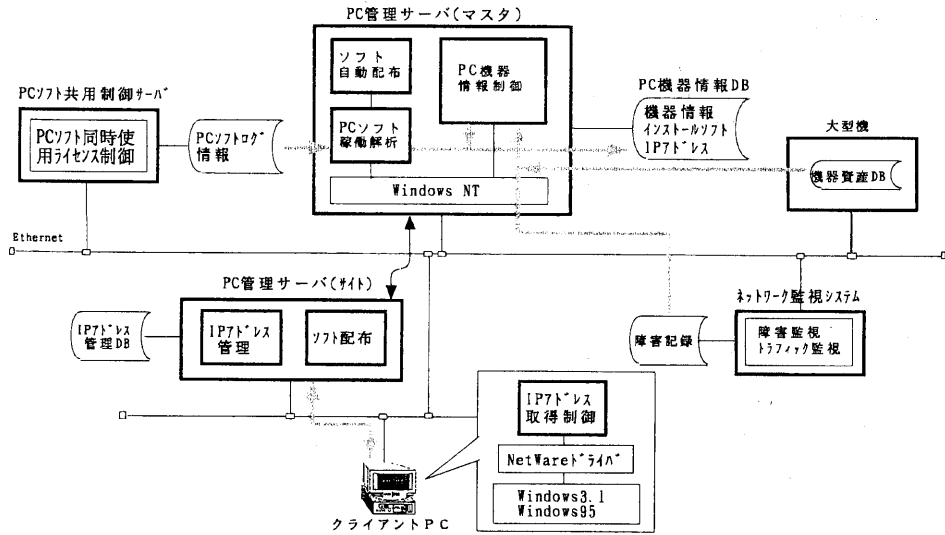 PC管理サーバ(マスタ)
ソフト
自動配布
PC機器
情報制御
PCソフト
稼働解析
Windows NT
PCソフト共用制御サーバ
PCソフト同時使
用ライセンス制御
PCソフトログ
情報
PC機器情報DB
機器情報
インストールソフト
IPアドレス
大型機
機器資産DB
Ethernet
PC管理サーバ(サイト)
IPアドレス
管理DB
IPアドレス
管理
ソフト配布
ネットワーク監視システム
障害記録
障害監視
トラフィック監視
IPアドレス
取得制御
NetWareドライバ
Windows3.1
Windows95
クライアントPC